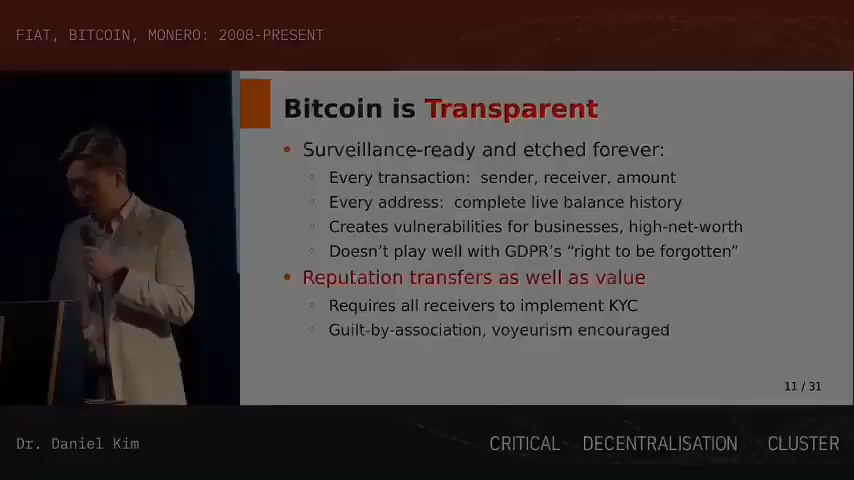 FIAT, BITCOIN, MONERO: 2008-PRESENT
Bitcoin is Transparent
• Surveillance-ready and etched forever:
◦ Every transaction: sender, receiver, amount
◦ Every address: complete live balance history
◦ Creates vulnerabilities for businesses, high-net-worth
◦ Doesn’t play well with GDPR’s “right to be forgotten”
• Reputation transfers as well as value
◦ Requires all receivers to implement KYC
◦ Guilt-by-association, voyeurism encouraged
11 / 31
Dr. Daniel Kim
CRITICAL DECENTRALISATION CLUSTER